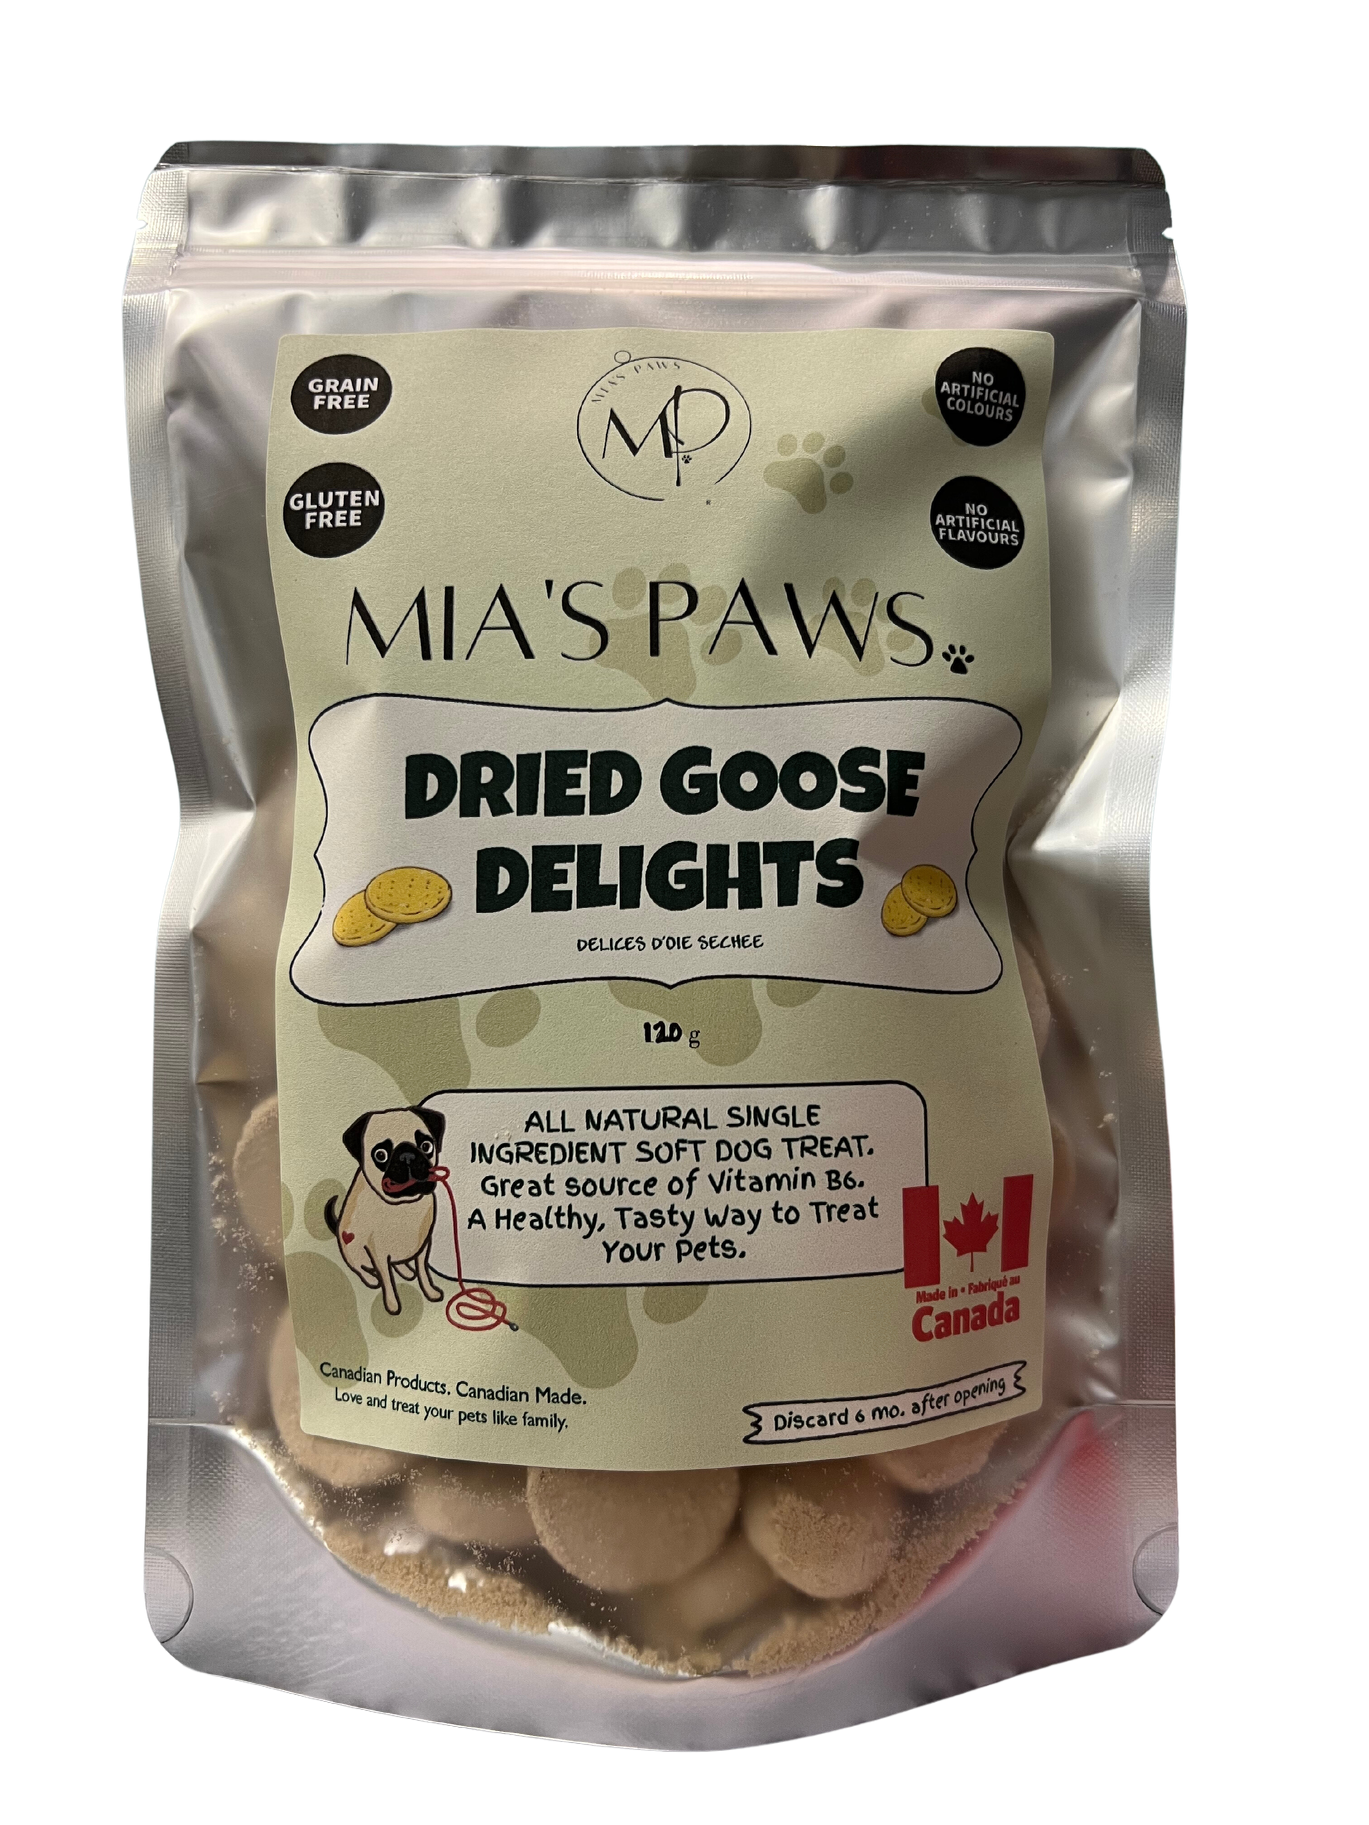 GRAIN
FREE
GLUTEN
FREE
MIA'S PAWS
MP
NO
ARTIFICIAL
COLOURS
NO
ARTIFICIAL
FLAVOURS
MIA'S PAWS
DRIED GOOSE
DELIGHTS
DELICES D'OIE SECHEE
120 g
ALL NATURAL SINGLE
INGREDIENT SOFT DOG TREAT.
Great source of Vitamin B6.
A Healthy, Tasty Way to Treat
Your Pets.
Made in • Fabriqué au
Canada
Canadian Products, Canadian Made.
Love and treat your pets like family.
Discard 6 mo. after opening